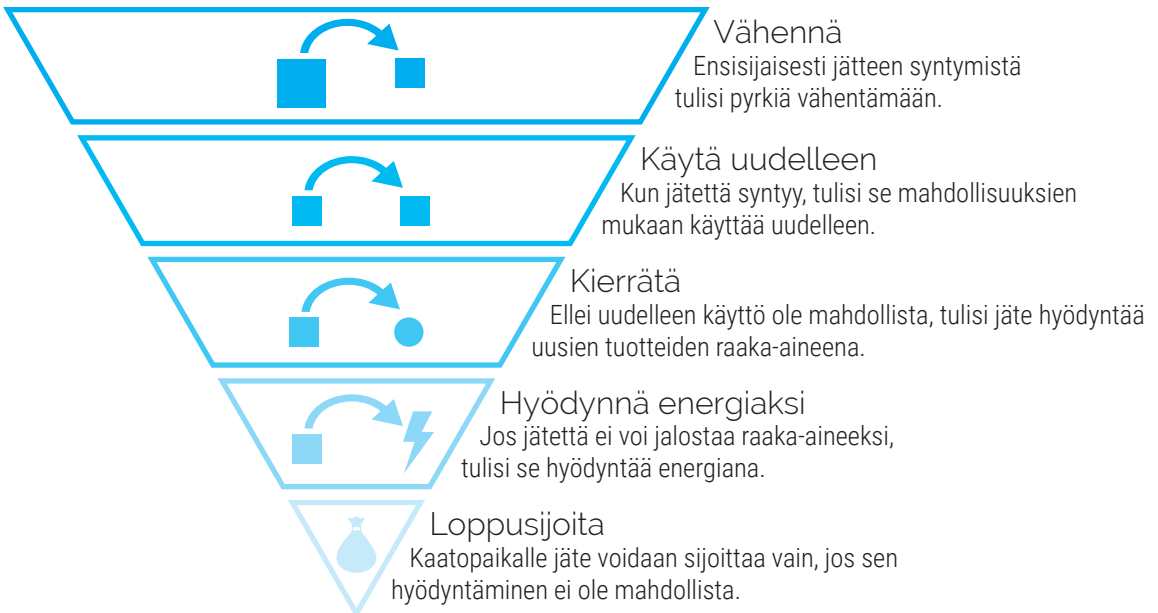 Vähennä
Ensisijaisesti jätteen syntymistä
tulisi pyrkiä vähentämään.
Käytä uudelleen
Kun jätettä syntyy, tulisi se mahdollisuuksien
mukaan käyttää uudelleen.
Kierrätä
Ellei uudelleen käyttö ole mahdollista, tulisi jäte hyödyntää
uusien tuotteiden raaka-aineena.
Hyödynnä energiaksi
Jos jätettä ei voi jalostaa raaka-aineeksi,
tulisi se hyödyntää energiana.
Loppusijoita
Kaatopaikalle jäte voidaan sijoittaa vain, jos sen
hyödyntäminen ei ole mahdollista.